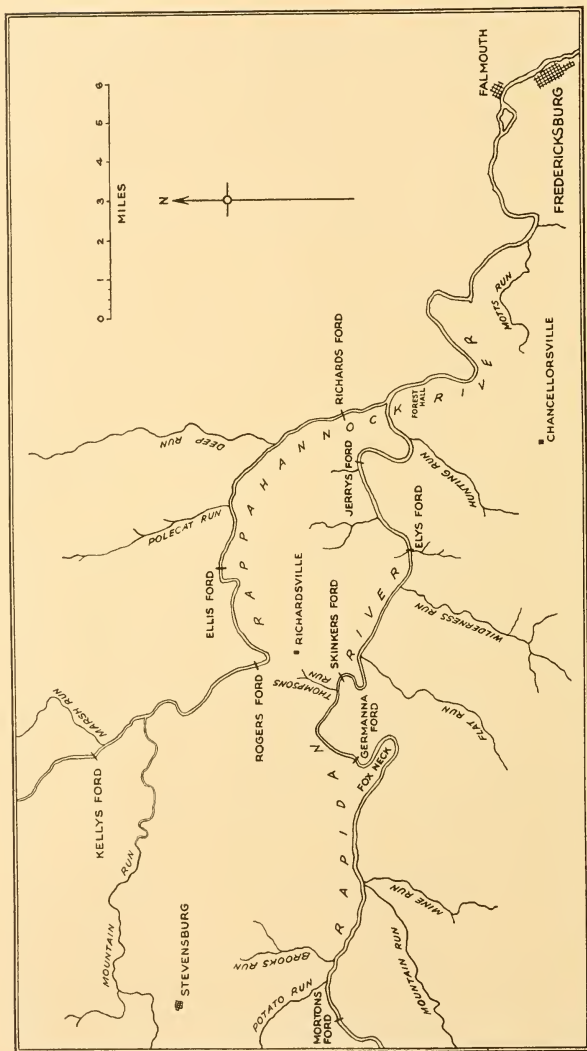 0 1 2 3 4 5 6
MILES
N
FALMOUTH
FREDERICKSBURG
MOTTS RUN
CHANCELLORSVILLE
RAPPAHANNOCK RIVER
RICHARDS FORD
FOREST
HALL
DEEP RUN
JERRYS FORD
HUNTING RUN
POLECAT RUN
ELLIS FORD
ELYS FORD
RICHARDSVILLE
SKINKERS FORD
THOMPSONS
RUN
WILDERNESS RUN
ROGERS FORD
GERMANNA
FORD
FLAT RUN
FOX NECK
RAPIDAN RIVER
MARSH RUN
KELLYS FORD
MOUNTAIN RUN
STEVENSBURG
BROOKS RUN
POTATO RUN
MORTONS
FORD
MINE RUN
MOUNTAIN RUN